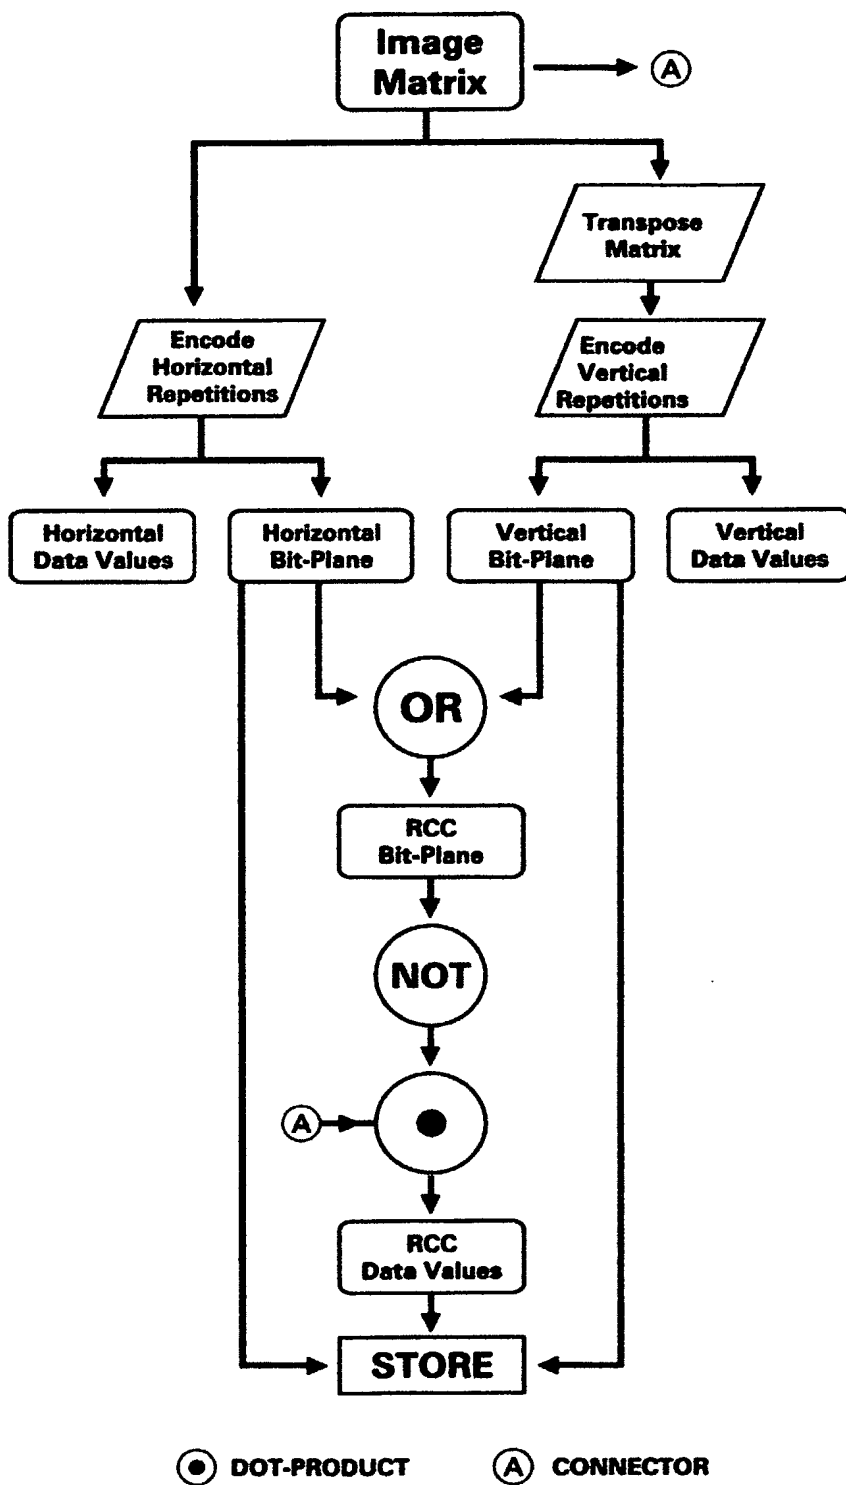 Image
Matrix
A
Transpose
Matrix
Encode
Horizontal
Repetitions
Encode
Vertical
Repetitions
Horizontal
Data Values
Horizontal
Bit-Plane
Vertical
Bit-Plane
Vertical
Data Values
OR
RCC
Bit-Plane
NOT
A
RCC
Data Values
STORE
DOT-PRODUCT
A CONNECTOR